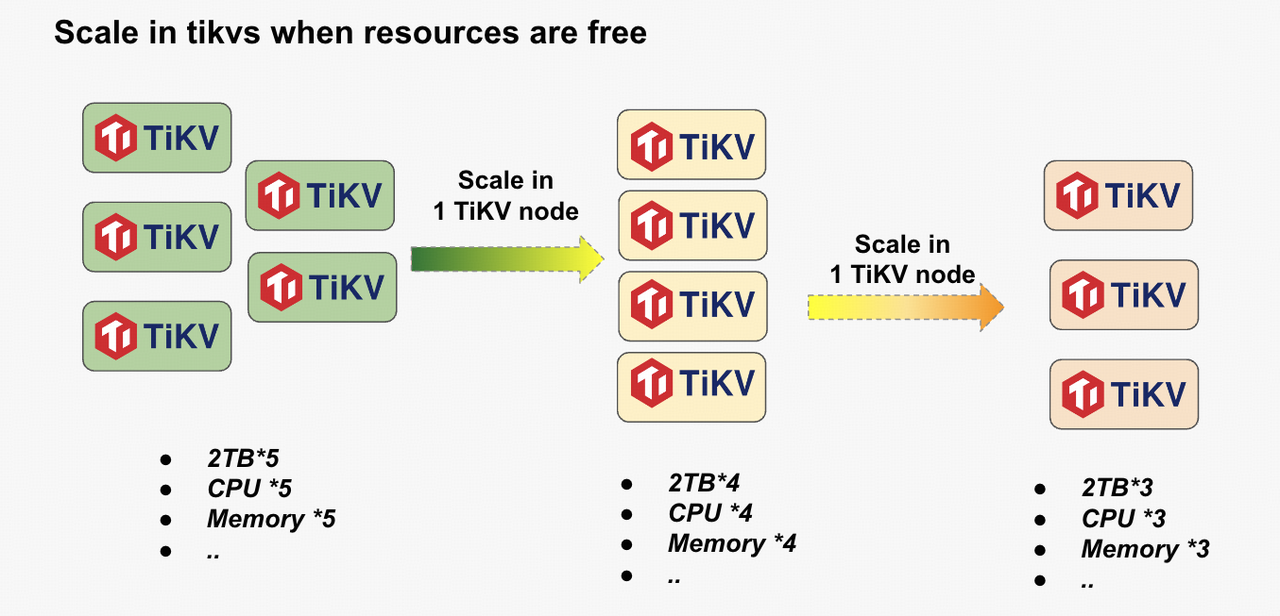 Scale in tikvs when resources are free
TiKV
TiKV
TiKV
TiKV
TiKV
Scale in
1 TiKV node
TiKV
TiKV
TiKV
TiKV
Scale in
1 TiKV node
TiKV
TiKV
TiKV
● 2TB*5
● CPU *5
● Memory *5
● ..
● 2TB*4
● CPU *4
● Memory *4
● ..
● 2TB*3
● CPU *3
● Memory *3
● ..